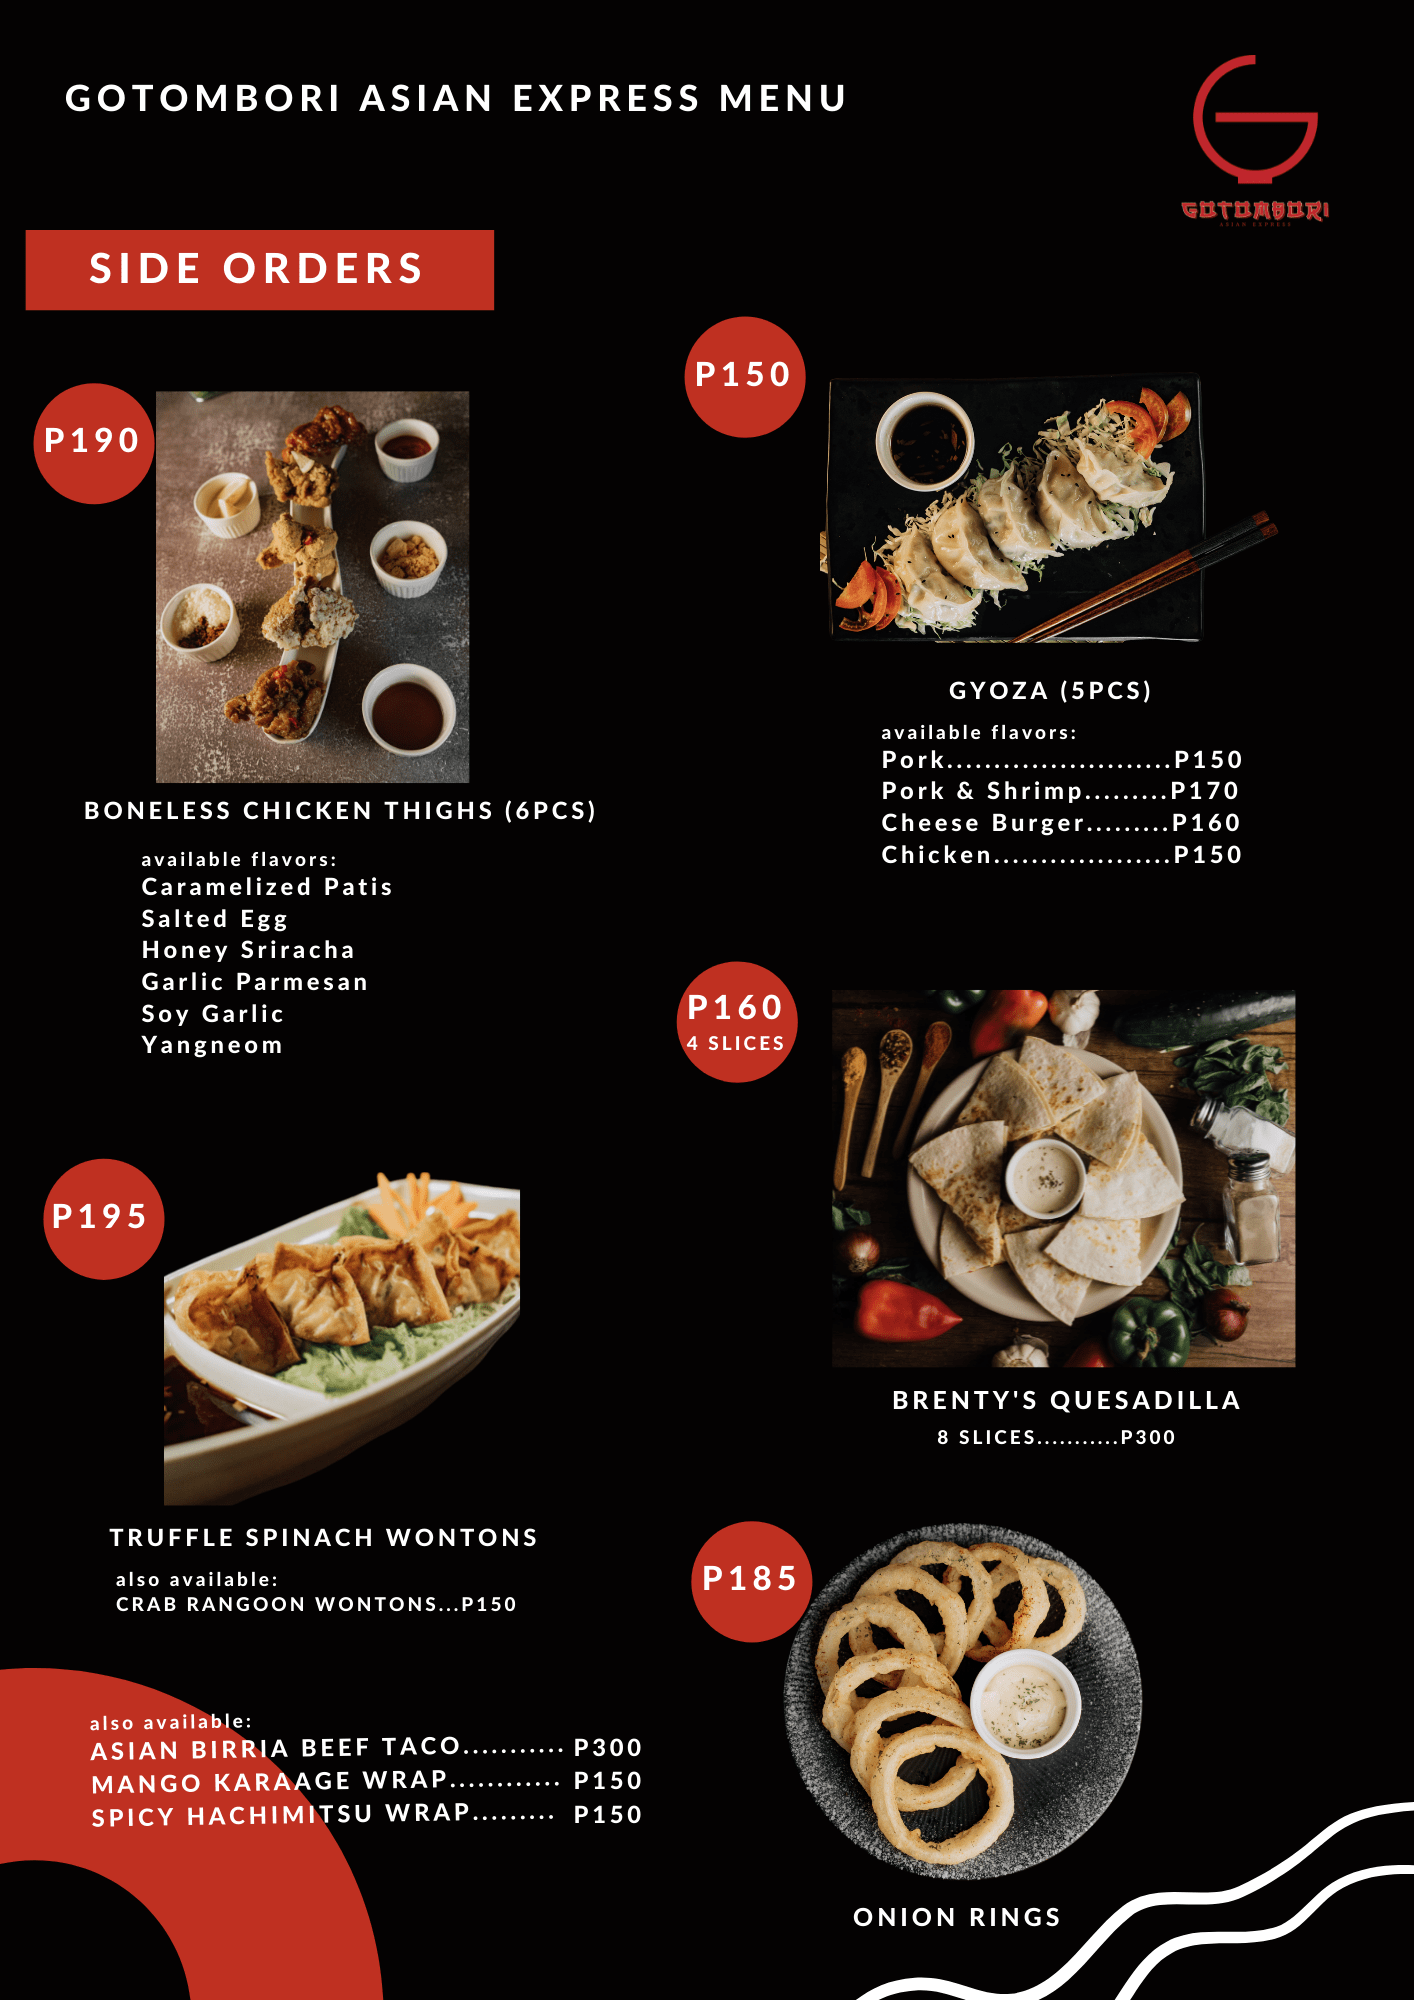 GOTOMBORI ASIAN EXPRESS MENU
GOTOMBORI
ASIAN EXPRESS
SIDE ORDERS
P190
BONELESS CHICKEN THIGHS (6PCS)
available flavors:
Caramelized Patis
Salted Egg
Honey Sriracha
Garlic Parmesan
Soy Garlic
Yangneom
P195
TRUFFLE SPINACH WONTONS
also available:
CRAB RANGOON WONTONS...P150
also available:
ASIAN BIRRIA BEEF TACO........... P300
MANGO KARAAGE WRAP............ P150
SPICY HACHIMITSU WRAP......... P150
P150
GYOZA (5PCS)
available flavors:
Pork........................P150
Pork & Shrimp.........P170
Cheese Burger.........P160
Chicken...................P150
P160
4 SLICES
BRENTY'S QUESADILLA
8 SLICES...........P300
P185
ONION RINGS